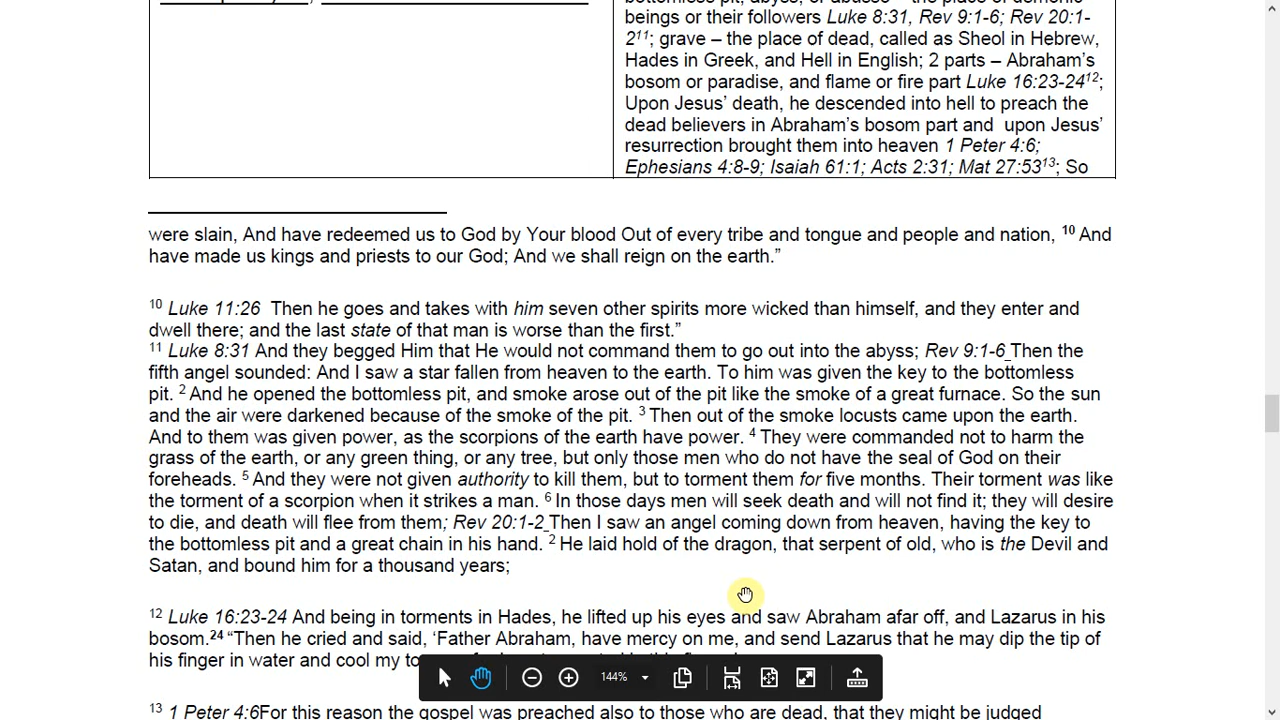 beings or their followers Luke 8:31, Rev 9:1-6; Rev 20:1-
2¹¹; grave – the place of dead, called as Sheol in Hebrew,
Hades in Greek, and Hell in English; 2 parts – Abraham’s
bosom or paradise, and flame or fire part Luke 16:23-24¹²;
Upon Jesus’ death, he descended into hell to preach the
dead believers in Abraham’s bosom part and  upon Jesus’
resurrection brought them into heaven 1 Peter 4:6;
Ephesians 4:8-9; Isaiah 61:1; Acts 2:31; Mat 27:53¹³; So
were slain, And have redeemed us to God by Your blood Out of every tribe and tongue and people and nation, ¹⁰ And
have made us kings and priests to our God; And we shall reign on the earth.”
¹⁰ Luke 11:26  Then he goes and takes with him seven other spirits more wicked than himself, and they enter and
dwell there; and the last state of that man is worse than the first.”
¹¹ Luke 8:31 And they begged Him that He would not command them to go out into the abyss; Rev 9:1-6 Then the
fifth angel sounded: And I saw a star fallen from heaven to the earth. To him was given the key to the bottomless
pit. ² And he opened the bottomless pit, and smoke arose out of the pit like the smoke of a great furnace. So the sun
and the air were darkened because of the smoke of the pit. ³ Then out of the smoke locusts came upon the earth.
And to them was given power, as the scorpions of the earth have power. ⁴ They were commanded not to harm the
grass of the earth, or any green thing, or any tree, but only those men who do not have the seal of God on their
foreheads. ⁵ And they were not given authority to kill them, but to torment them for five months. Their torment was like
the torment of a scorpion when it strikes a man. ⁶ In those days men will seek death and will not find it; they will desire
to die, and death will flee from them; Rev 20:1-2 Then I saw an angel coming down from heaven, having the key to
the bottomless pit and a great chain in his hand. ² He laid hold of the dragon, that serpent of old, who is the Devil and
Satan, and bound him for a thousand years;
¹² Luke 16:23-24 And being in torments in Hades, he lifted up his eyes and saw Abraham afar off, and Lazarus in his
bosom.²⁴ “Then he cried and said, ‘Father Abraham, have mercy on me, and send Lazarus that he may dip the tip of
his finger in water and cool my
144%
¹³ 1 Peter 4:6For this reason the gospel was preached also to those who are dead, that they might be judged